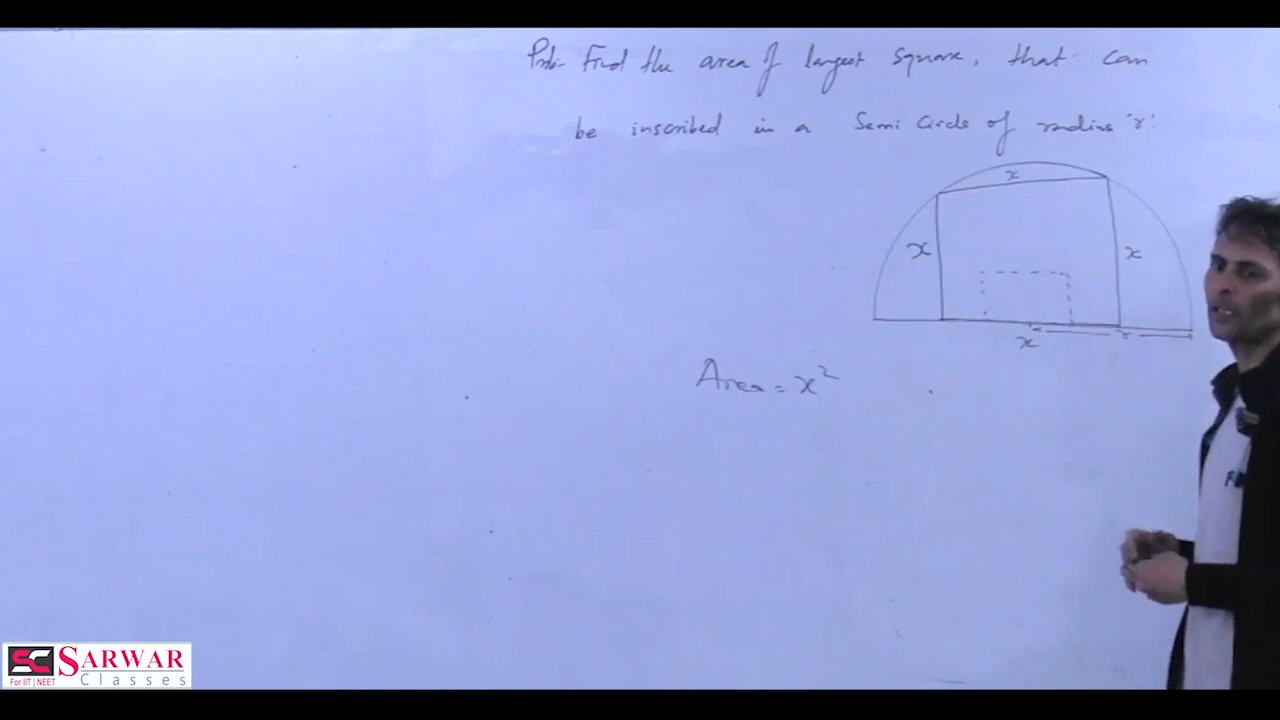 Prob:- Find the area of largest square, that can
be inscribed in a Semi Circle of radius 'r'.
x
x
x
r
x
Area = x²
SC SARWAR
For IIT | NEET Classes